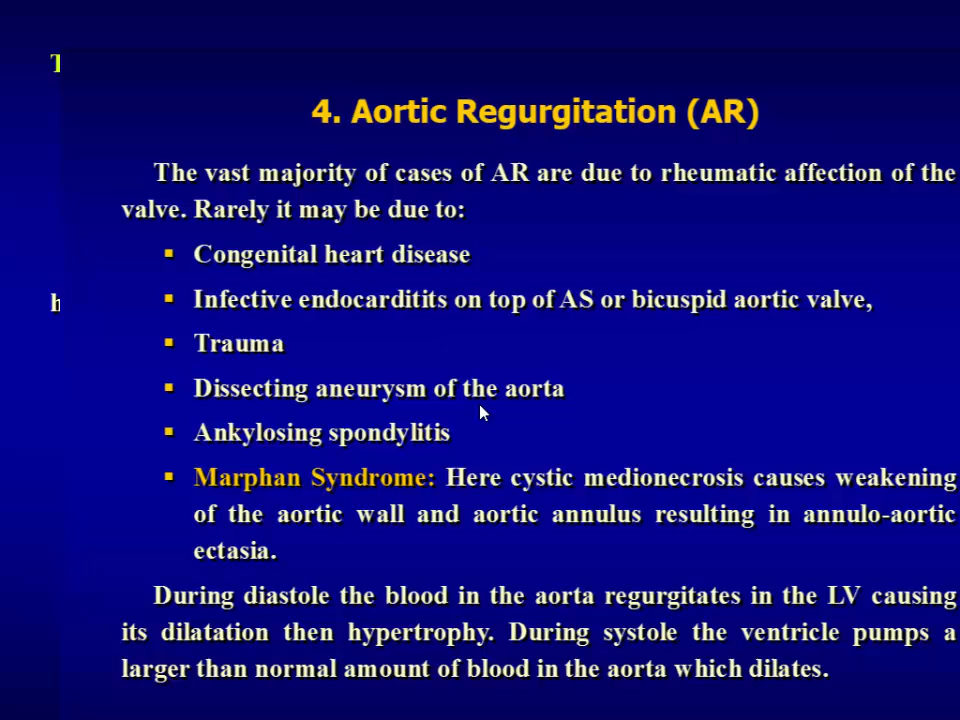 T
4. Aortic Regurgitation (AR)
The vast majority of cases of AR are due to rheumatic affection of the
valve. Rarely it may be due to:
▪ Congenital heart disease
▪ Infective endocarditits on top of AS or bicuspid aortic valve,
▪ Trauma
▪ Dissecting aneurysm of the aorta
▪ Ankylosing spondylitis
▪ Marphan Syndrome: Here cystic medionecrosis causes weakening
of the aortic wall and aortic annulus resulting in annulo-aortic
ectasia.
During diastole the blood in the aorta regurgitates in the LV causing
its dilatation then hypertrophy. During systole the ventricle pumps a
larger than normal amount of blood in the aorta which dilates.
h